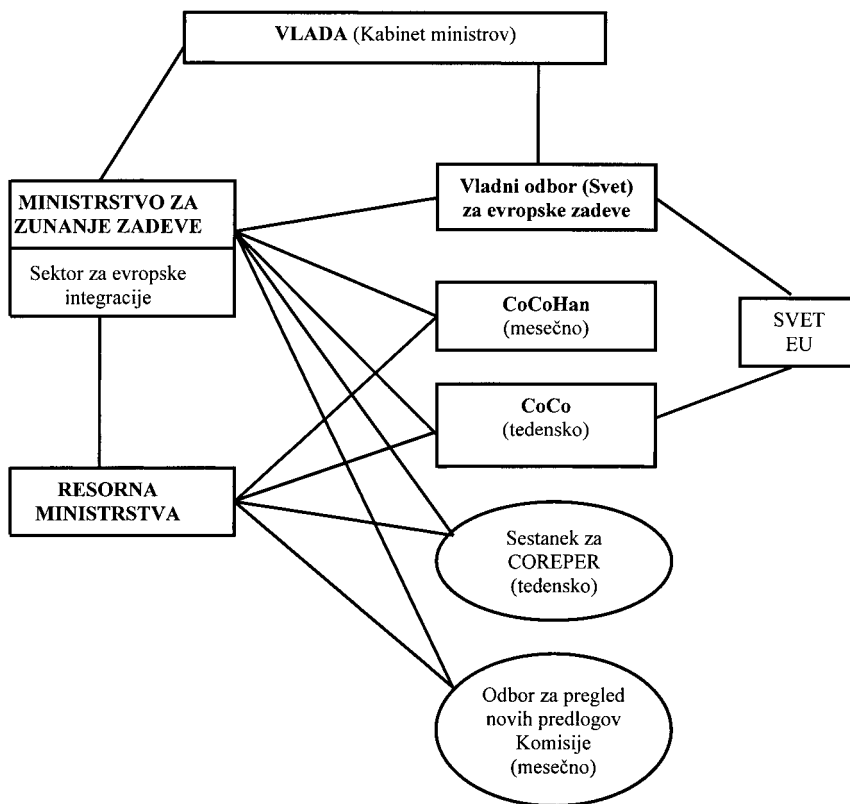 VLADA (Kabinet ministrov)
MINISTRSTVO ZA
ZUNANJE ZADEVE
Sektor za evropske
integracije
Vladni odbor (Svet)
za evropske zadeve
CoCoHan
(mesečno)
SVET
EU
CoCo
(tedensko)
RESORNA
MINISTRSTVA
Sestanek za
COREPER
(tedensko)
Odbor za pregled
novih predlogov
Komisije
(mesečno)